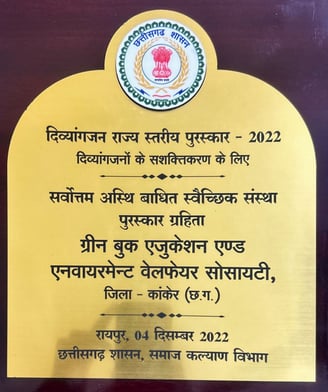 छत्तीसगढ़ शासन
दिव्यांगजन राज्य स्तरीय पुरस्कार - 2022
दिव्यांगजनों के सशक्तिकरण के लिए
सर्वोत्तम अस्थि बाधित स्वैच्छिक संस्था
पुरस्कार ग्रहिता
ग्रीन बुक एजुकेशन एण्ड
एनवायरमेन्ट वेलफेयर सोसायटी,
जिला - कांकेर (छ.ग.)
रायपुर, 04 दिसम्बर 2022
छत्तीसगढ़ शासन, समाज कल्याण विभाग